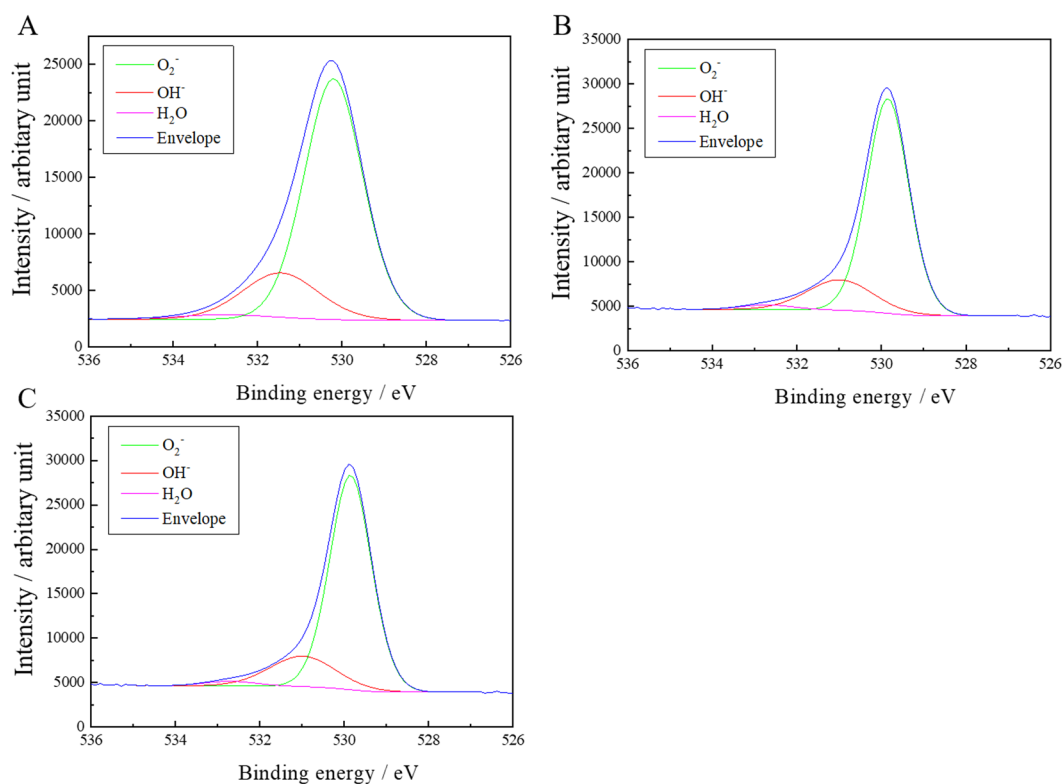 A
O₂⁻
OH⁻
H₂O
Envelope
25000
20000
15000
10000
5000
0
536 534 532 530 528 526
Intensity / arbitary unit
Binding energy / eV
B
O₂⁻
OH⁻
H₂O
Envelope
35000
30000
25000
20000
15000
10000
5000
0
536 534 532 530 528 526
Intensity / arbitary unit
Binding energy / eV
C
O₂⁻
OH⁻
H₂O
Envelope
35000
30000
25000
20000
15000
10000
5000
0
536 534 532 530 528 526
Intensity / arbitary unit
Binding energy / eV